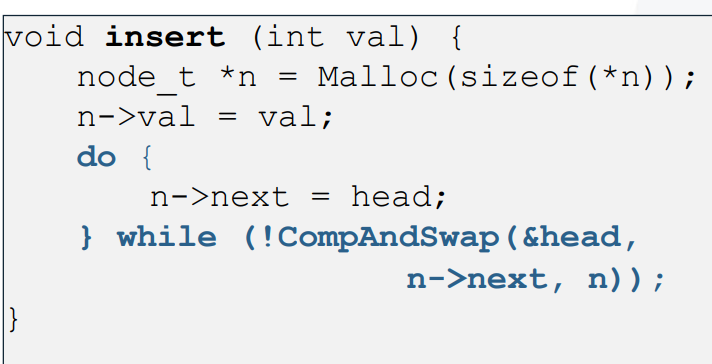 void insert (int val) {
node_t *n = Malloc(sizeof(*n));
n->val = val;
do {
n->next = head;
} while (!CompAndSwap(&head,
n->next, n));
}